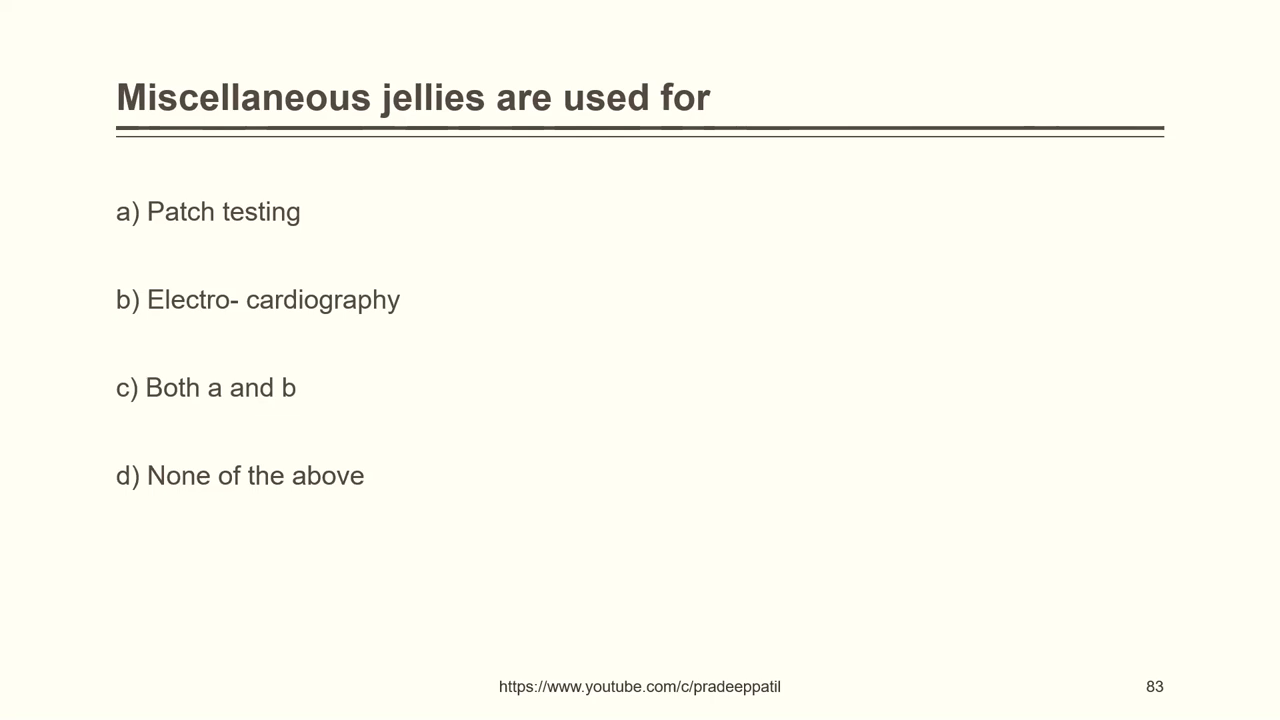 Miscellaneous jellies are used for
a) Patch testing
b) Electro- cardiography
c) Both a and b
d) None of the above
https://www.youtube.com/c/pradeeppatil
83